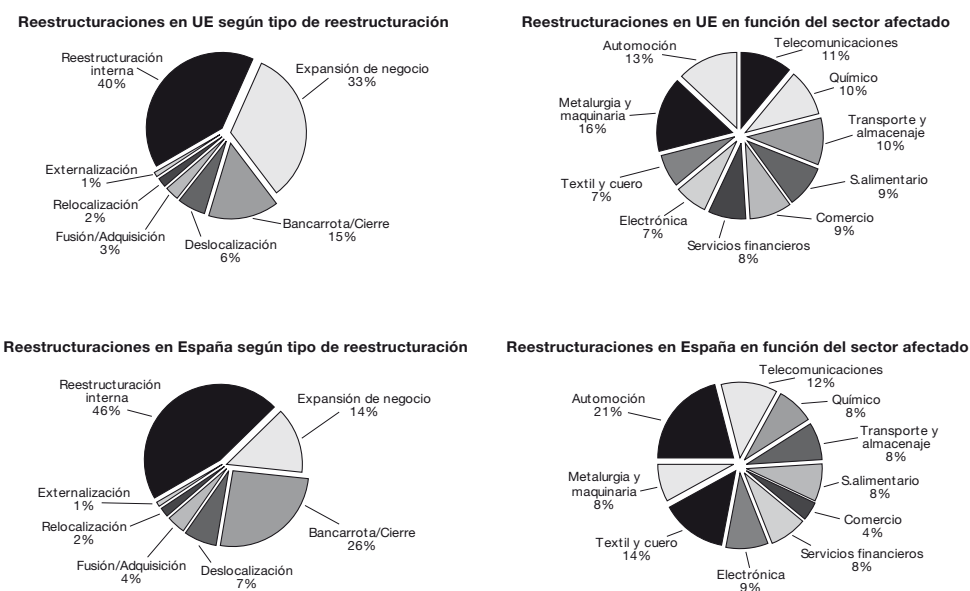 Reestructuraciones en UE según tipo de reestructuración
Reestructuración
interna
40%
Expansión de negocio
33%
Externalización
1%
Relocalización
2%
Fusión/Adquisición
3%
Deslocalización
6%
Bancarrota/Cierre
15%
Reestructuraciones en UE en función del sector afectado
Automoción
13%
Telecomunicaciones
11%
Químico
10%
Metalurgia y
maquinaria
16%
Transporte y
almacenaje
10%
Textil y cuero
7%
S.alimentario
9%
Electrónica
7%
Comercio
9%
Servicios financieros
8%
Reestructuraciones en España según tipo de reestructuración
Reestructuración
interna
46%
Expansión de negocio
14%
Externalización
1%
Relocalización
2%
Fusión/Adquisición
4%
Deslocalización
7%
Bancarrota/Cierre
26%
Reestructuraciones en España en función del sector afectado
Telecomunicaciones
12%
Automoción
21%
Químico
8%
Transporte y
almacenaje
8%
Metalurgia y
maquinaria
8%
S.alimentario
8%
Comercio
4%
Textil y cuero
14%
Servicios financieros
8%
Electrónica
9%